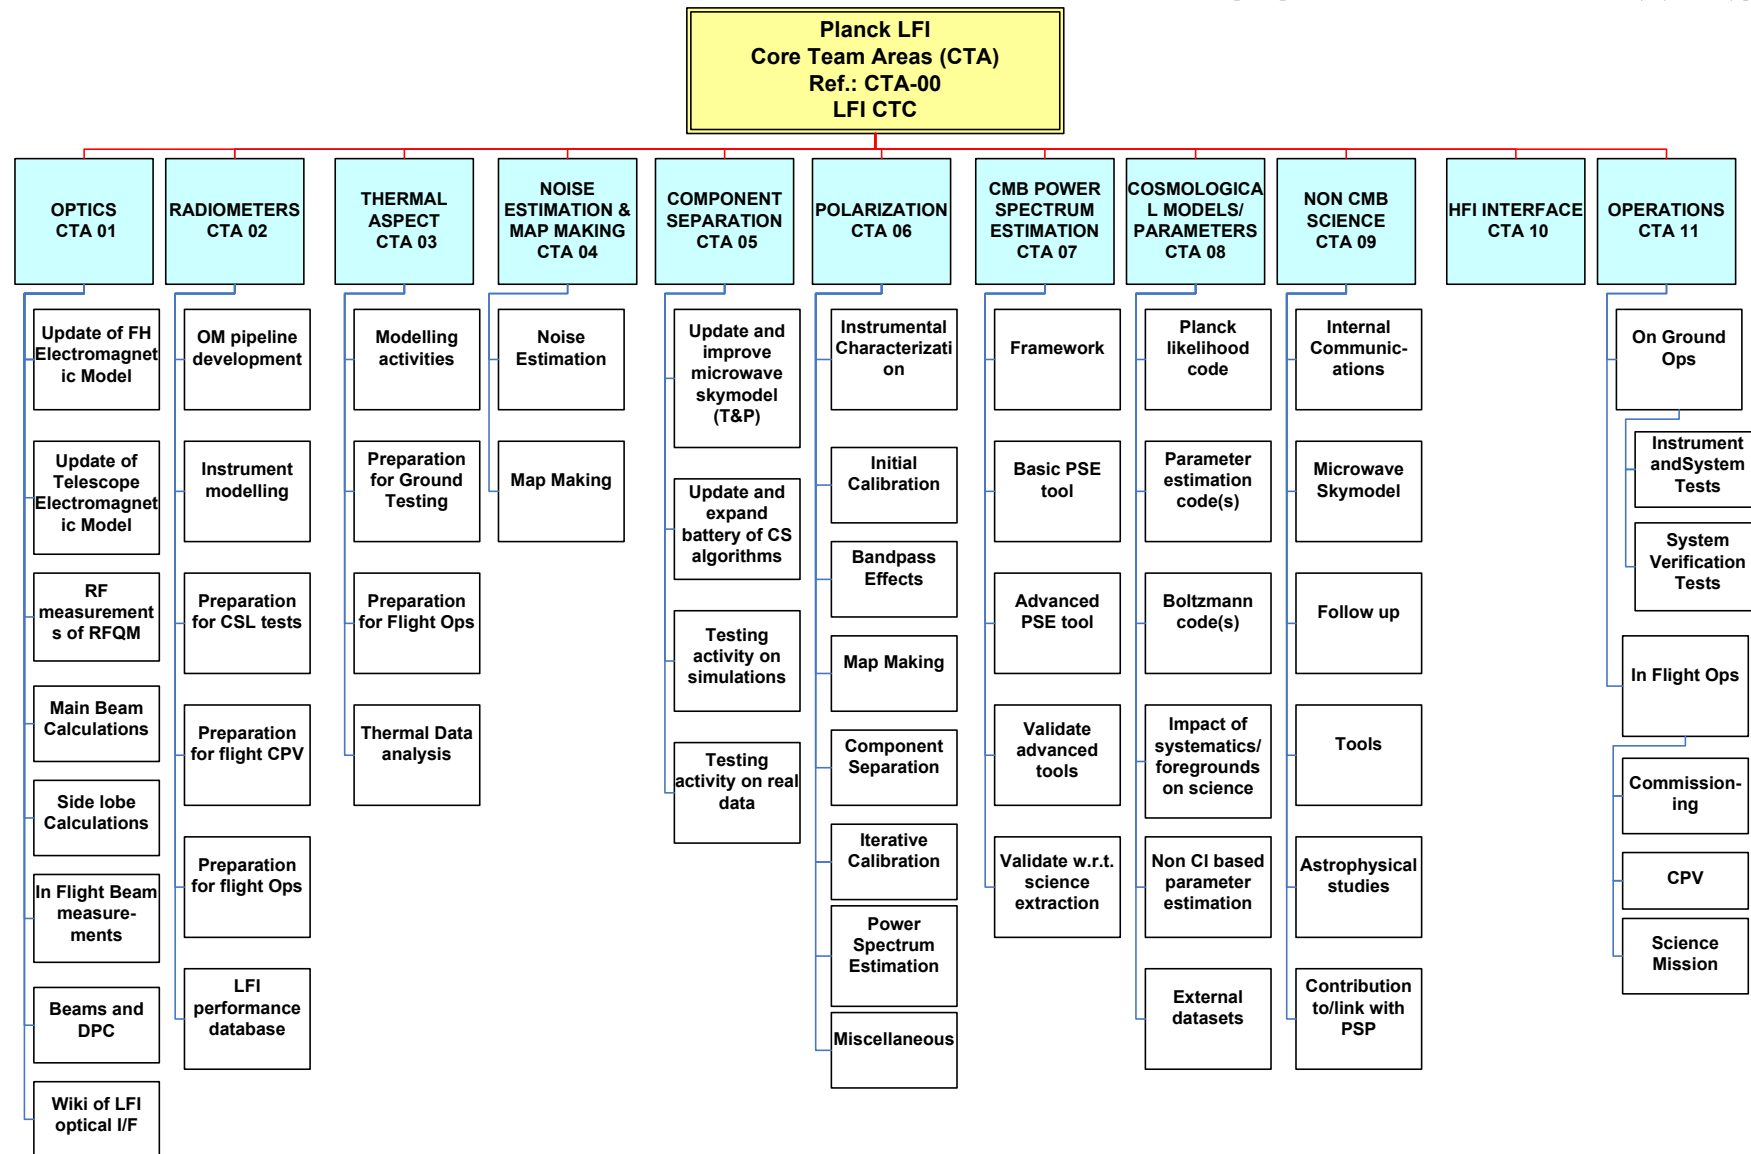 Planck LFI
Core Team Areas (CTA)
Ref.: CTA-00
LFI CTC
OPTICS
CTA 01
RADIOMETERS
CTA 02
THERMAL
ASPECT
CTA 03
NOISE
ESTIMATION &
MAP MAKING
CTA 04
COMPONENT
SEPARATION
CTA 05
POLARIZATION
CTA 06
CMB POWER
SPECTRUM
ESTIMATION
CTA 07
COSMOLOGICA
L MODELS/
PARAMETERS
CTA 08
NON CMB
SCIENCE
CTA 09
HFI INTERFACE
CTA 10
OPERATIONS
CTA 11
Update of FH
Electromagnet
ic Model
Update of
Telescope
Electromagnet
ic Model
RF
measurement
s of RFQM
Main Beam
Calculations
Side lobe
Calculations
In Flight Beam
measure-
ments
Beams and
DPC
Wiki of LFI
optical I/F
OM pipeline
development
Instrument
modelling
Preparation
for CSL tests
Preparation
for flight CPV
Preparation
for flight Ops
LFI
performance
database
Modelling
activities
Preparation
for Ground
Testing
Preparation
for Flight Ops
Thermal Data
analysis
Noise
Estimation
Map Making
Update and
improve
microwave
skymodel
(T&P)
Update and
expand
battery of CS
algorithms
Testing
activity on
simulations
Testing
activity on real
data
Instrumental
Characterizati
on
Initial
Calibration
Bandpass
Effects
Map Making
Component
Separation
Iterative
Calibration
Power
Spectrum
Estimation
Miscellaneous
Framework
Basic PSE
tool
Advanced
PSE tool
Validate
advanced
tools
Validate w.r.t.
science
extraction
Planck
likelihood
code
Parameter
estimation
code(s)
Boltzmann
code(s)
Impact of
systematics/
foregrounds
on science
Non Cl based
parameter
estimation
External
datasets
Internal
Communic-
ations
Microwave
Skymodel
Follow up
Tools
Astrophysical
studies
Contribution
to/link with
PSP
On Ground
Ops
Instrument
andSystem
Tests
System
Verification
Tests
In Flight Ops
Commission-
ing
CPV
Science
Mission